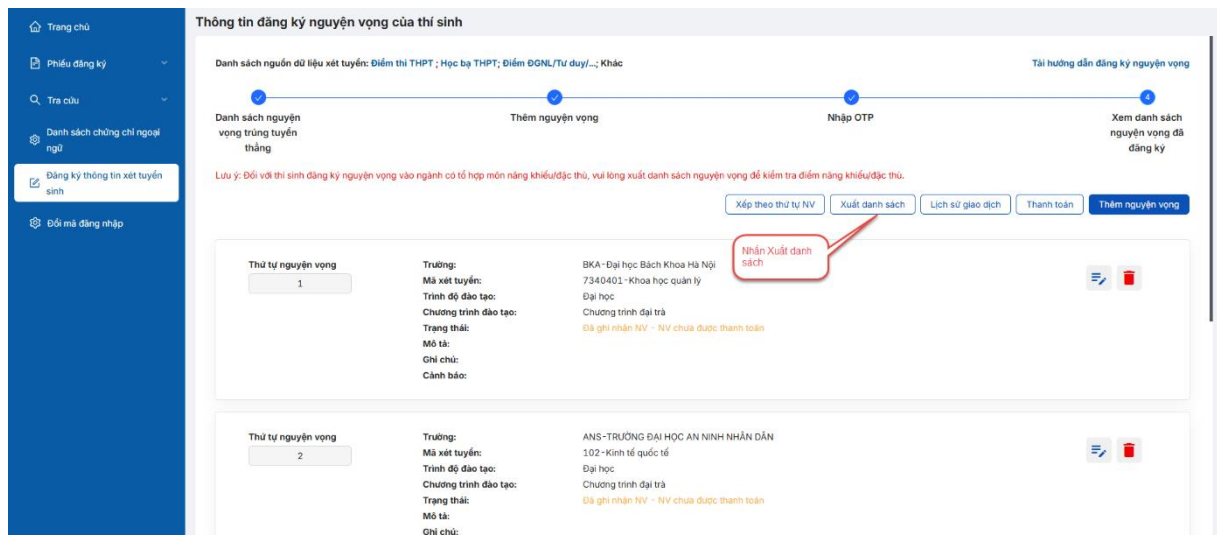 Trang chủ
Phiếu đăng ký
Tra cứu
Danh sách chứng chỉ ngoại
ngữ
Đăng ký thông tin xét tuyển
sinh
Đổi mã đăng nhập
Thông tin đăng ký nguyện vọng của thí sinh
Danh sách nguồn dữ liệu xét tuyển: Điểm thi THPT ; Học bạ THPT; Điểm ĐGNL/Tư duy/...; Khác
Tải hướng dẫn đăng ký nguyện vọng
4
Danh sách nguyện
vọng trúng tuyển
thẳng
Thêm nguyện vọng
Nhập OTP
Xem danh sách
nguyện vọng đã
đăng ký
Lưu ý: Đối với thí sinh đăng ký nguyện vọng vào ngành có tổ hợp môn năng khiếu/đặc thù, vui lòng xuất danh sách nguyện vọng để kiểm tra điểm năng khiếu/đặc thù.
Xếp theo thứ tự NV
Xuất danh sách
Lịch sử giao dịch
Thanh toán
Thêm nguyện vọng
Nhấn Xuất danh
sách
Thứ tự nguyện vọng
1
Trường: BKA-Đại học Bách Khoa Hà Nội
Mã xét tuyển: 7340401-Khoa học quản lý
Trình độ đào tạo: Đại học
Chương trình đào tạo: Chương trình đại trà
Trạng thái: Đã ghi nhận NV - NV chưa được thanh toán
Mô tả:
Ghi chú:
Cảnh báo:
Thứ tự nguyện vọng
2
Trường: ANS-TRƯỜNG ĐẠI HỌC AN NINH NHÂN DÂN
Mã xét tuyển: 102-Kinh tế quốc tế
Trình độ đào tạo: Đại học
Chương trình đào tạo: Chương trình đại trà
Trạng thái: Đã ghi nhận NV - NV chưa được thanh toán
Mô tả:
Ghi chú: